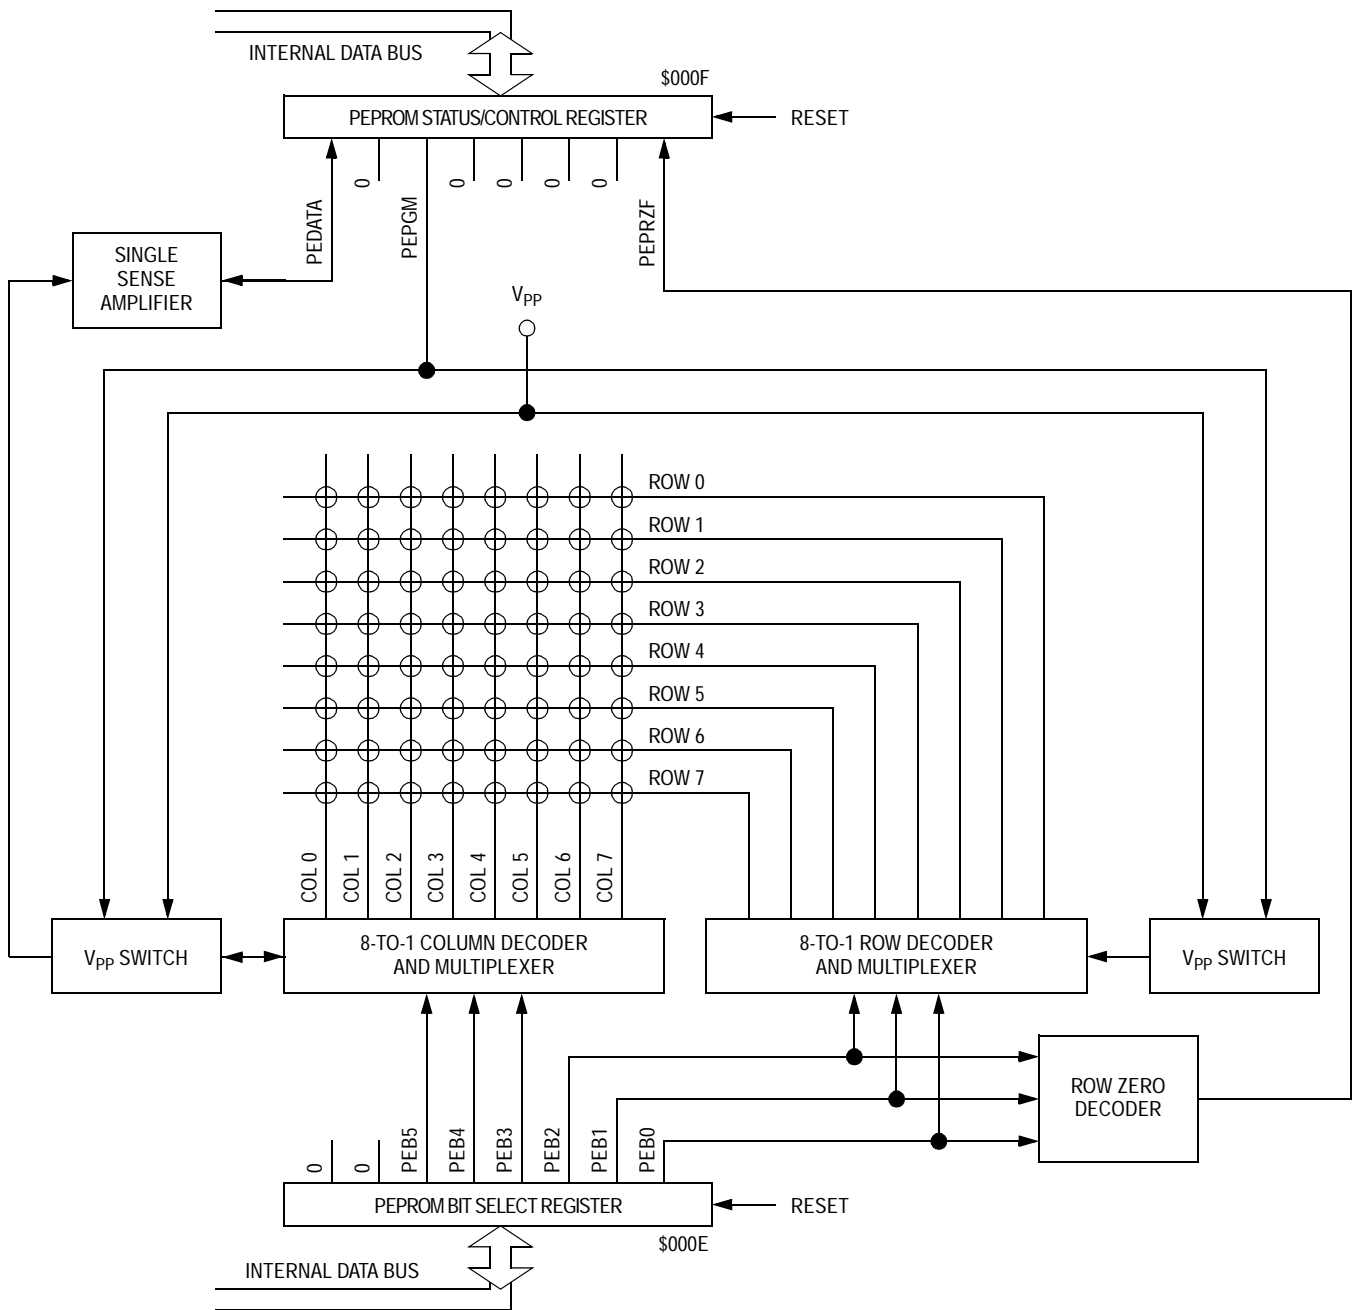 INTERNAL DATA BUS
$000F
PEPROM STATUS/CONTROL REGISTER
RESET
PEDATA
0
PEPGM
0
0
0
0
PEPRZF
SINGLE
SENSE
AMPLIFIER
VPP
ROW 0
ROW 1
ROW 2
ROW 3
ROW 4
ROW 5
ROW 6
ROW 7
COL 0
COL 1
COL 2
COL 3
COL 4
COL 5
COL 6
COL 7
VPP SWITCH
8-TO-1 COLUMN DECODER
AND MULTIPLEXER
8-TO-1 ROW DECODER
AND MULTIPLEXER
VPP SWITCH
ROW ZERO
DECODER
0
0
PEB5
PEB4
PEB3
PEB2
PEB1
PEB0
PEPROM BIT SELECT REGISTER
RESET
$000E
INTERNAL DATA BUS